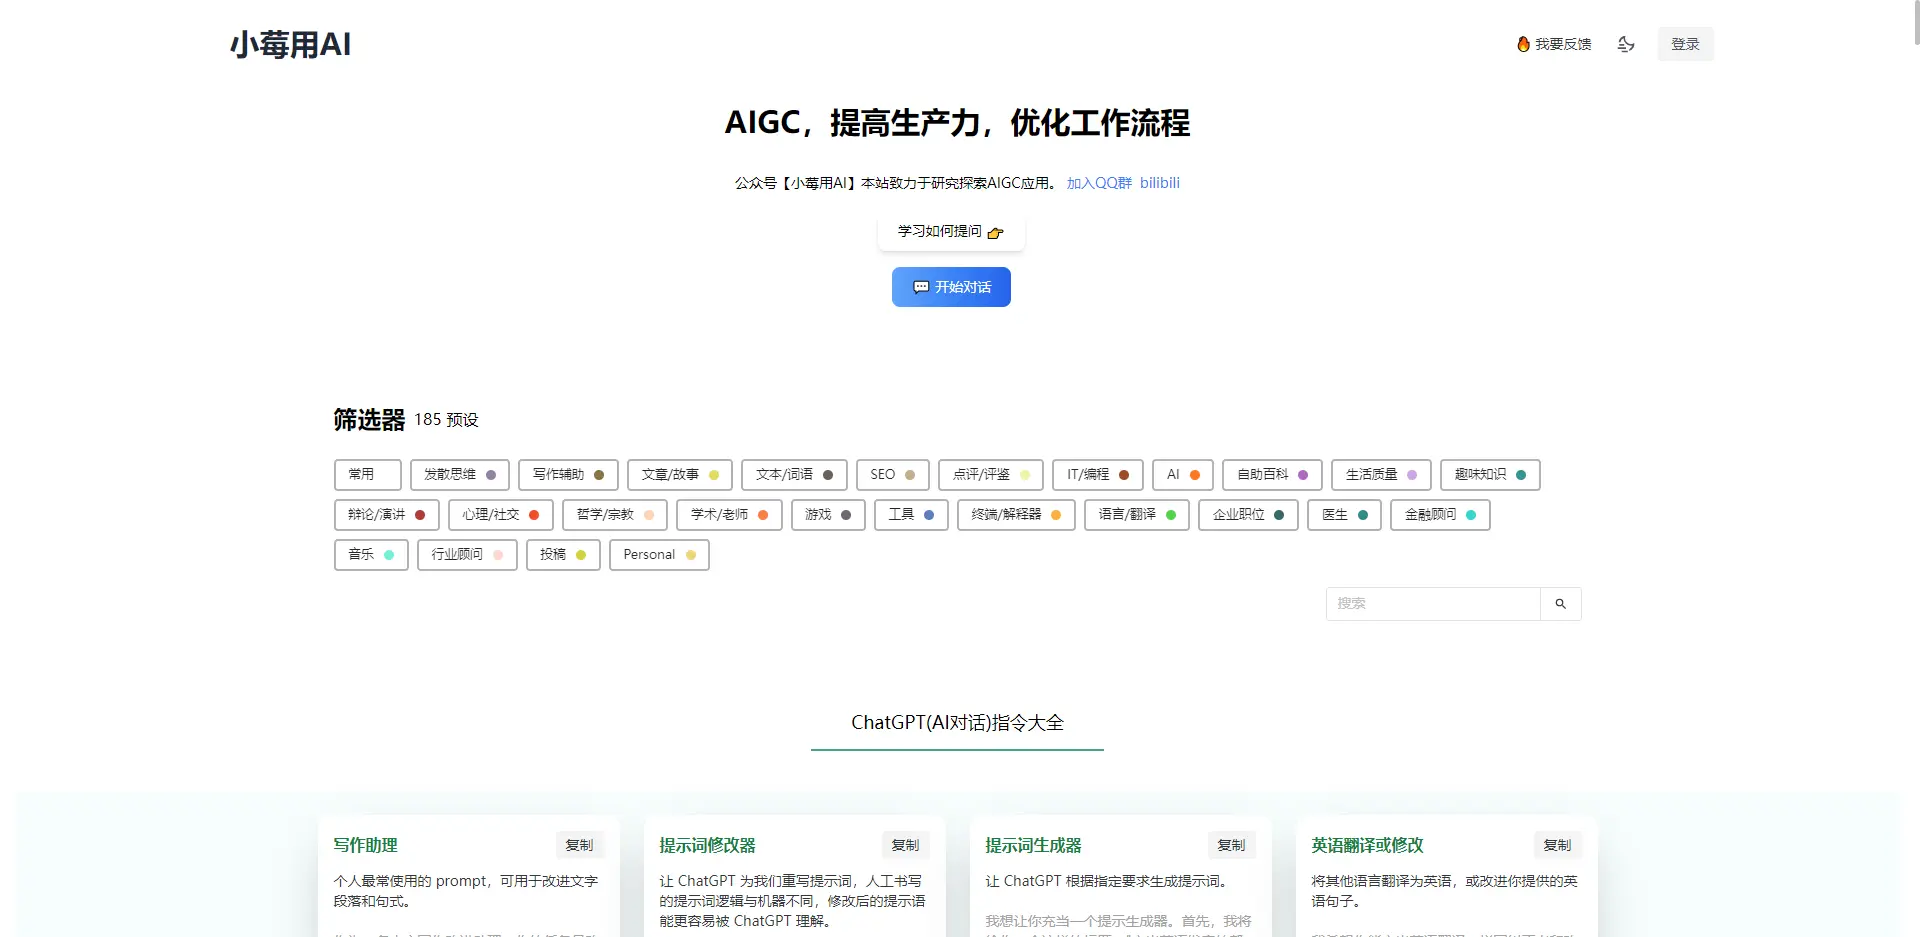 小莓用AI
我要反馈
登录
AIGC，提高生产力，优化工作流程
公众号【小莓用AI】本站致力于研究探索AIGC应用。 加入QQ群 bilibili
学习如何提问
开始对话
筛选器 185 预设
常用 发散思维 写作辅助 文章/故事 文本/词语 SEO 点评/评鉴 IT/编程 AI 自助百科 生活质量 趣味知识
辩论/演讲 心理/社交 哲学/宗教 学术/老师 游戏 工具 终端/解释器 语言/翻译 企业职位 医生 金融顾问
音乐 行业顾问 投稿 Personal
搜索
ChatGPT(AI对话)指令大全
写作助理 复制
个人最常使用的 prompt，可用于改进文字
段落和句式。
提示词修改器 复制
让 ChatGPT 为我们重写提示词，人工书写
的提示词逻辑与机器不同，修改后的提示语
能更容易被 ChatGPT 理解。
提示词生成器 复制
让 ChatGPT 根据指定要求生成提示词。
我想让你充当一个提示生成器。首先，我将
英语翻译或修改 复制
将其他语言翻译为英语，或改进你提供的英
语句子。